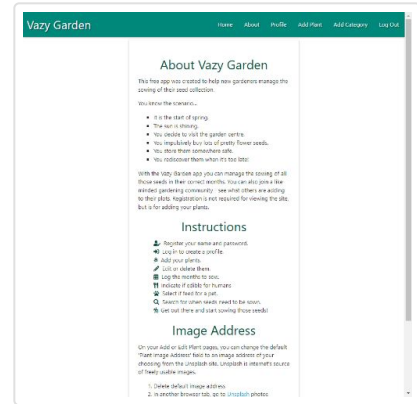 Vazy Garden
Home About Profile Add Plant Add Category Log Out
About Vazy Garden
This free app was created to help new gardeners manage the
sowing of their seed collection.
You know the scenario...
It is the start of spring.
The sun is shining.
You decide to visit the garden centre.
You impulsively buy lots of pretty flower seeds.
You store them somewhere safe.
You rediscover them when it's too late!
With the Vazy Garden app you can manage the sowing of all
those seeds in their correct months. You can also join a like
minded gardening community - see what others are adding
to their plots. Registration is not required for viewing the site,
but is for adding your plants.
Instructions
Register your name and password.
Log in to create a profile.
Add your plants.
Edit or delete them.
Log the months to sow.
Indicate if edible for humans
Select if feed for a pet.
Search for when seeds need to be sown.
Get out there and start sowing those seeds!
Image Address
On your Add or Edit Plant pages, you can change the default
'Plant Image Address' field to an image address of your
choosing from the Unsplash site. Unsplash is internet's source
of freely usable images.
1. Delete default image address
2. In another browser tab, go to Unsplash photos